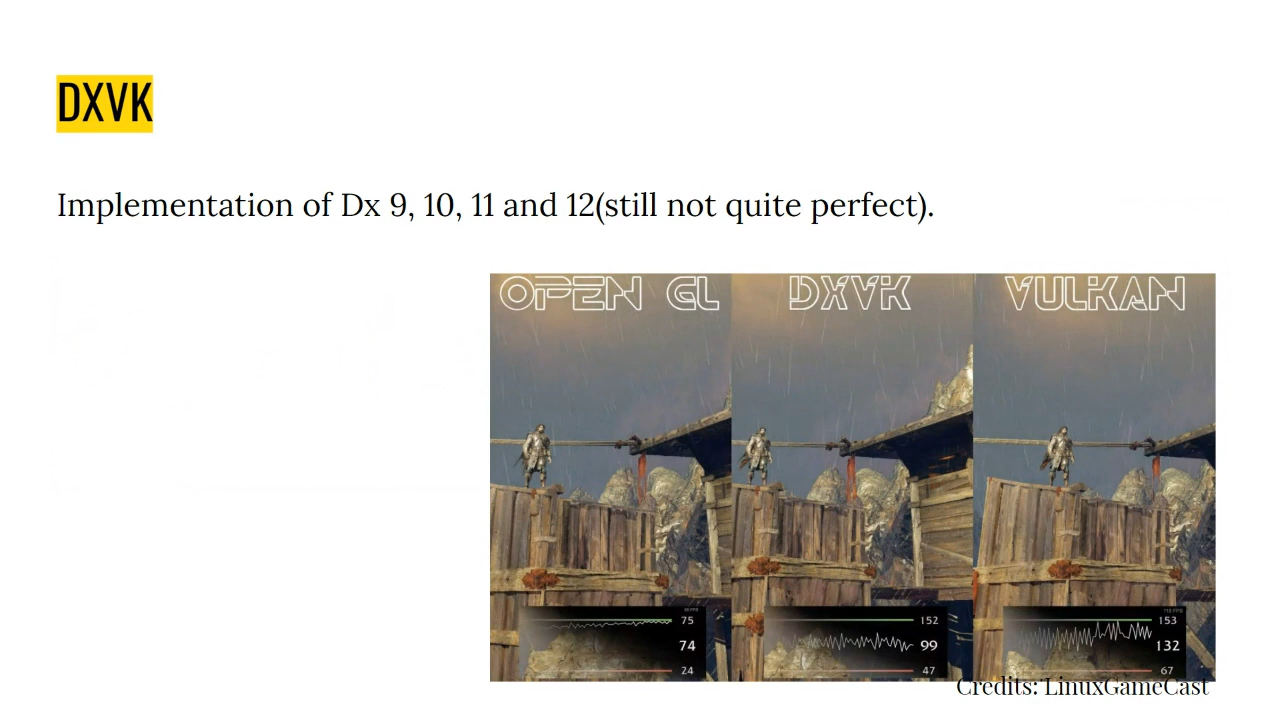 DXVK
Implementation of Dx 9, 10, 11 and 12(still not quite perfect).
OPEN GL DXVK VULKAN
75 152 153
74 99 132
24 47 67
Credits: LinuxGameCast